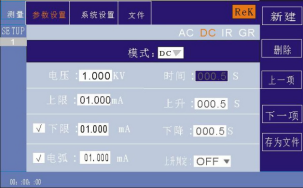 测量 参数设置 系统设置 文件 ReK 新建
SETUP AC DC IR GR
1 模式: DC 删除
电压: 1.000 KV 时间: 000.5 S 上一项
上限: 01.000 mA 上升: 000.5 S
下限: 01.000 mA 下降: 000.5 S 下一项
电弧: 01.000 mA OFF 存为文件
00: 00: 00